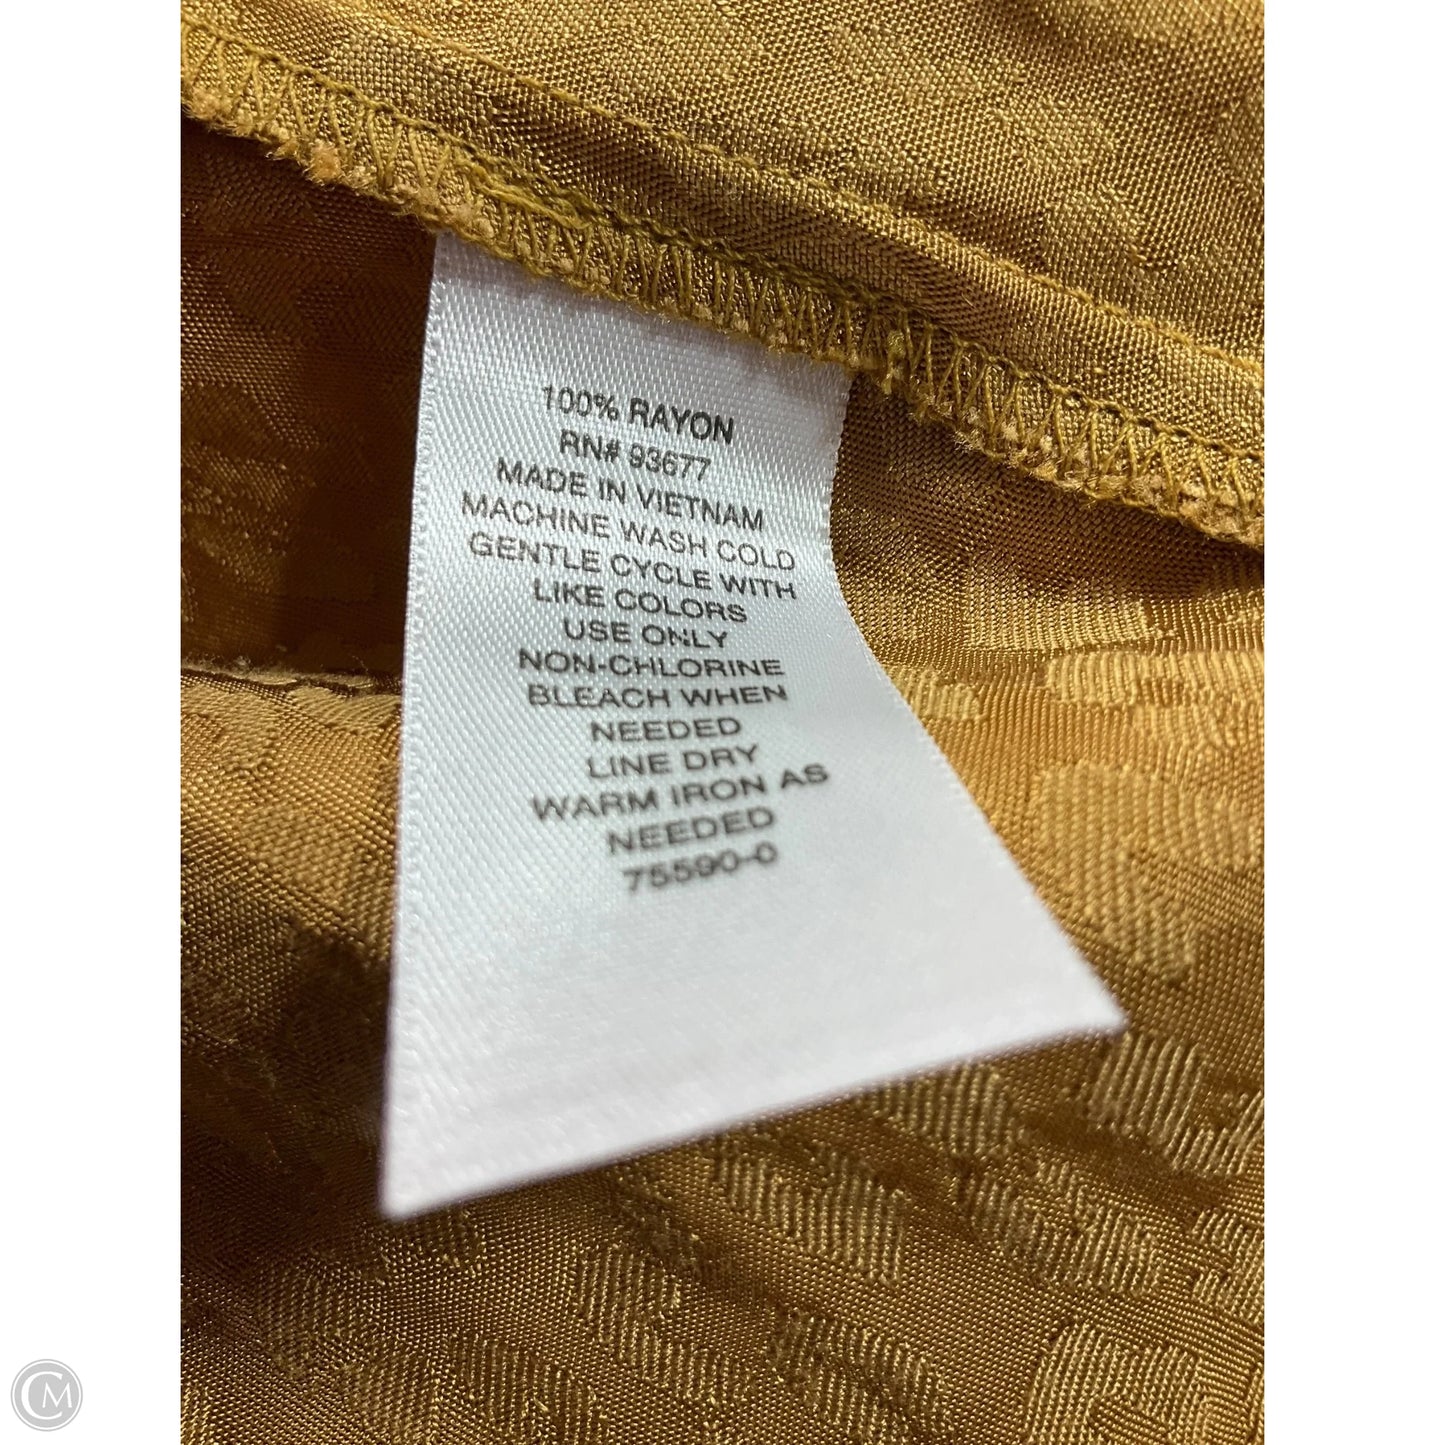 100% RAYON
RN# 93677
MADE IN VIETNAM
MACHINE WASH COLD
GENTLE CYCLE WITH
LIKE COLORS
USE ONLY
NON-CHLORINE
BLEACH WHEN
NEEDED
LINE DRY
WARM IRON AS
NEEDED
75590-0
CM